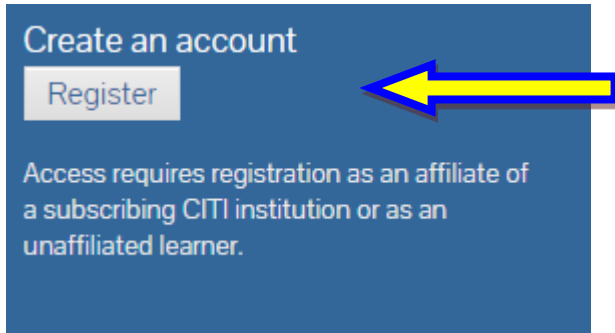 Create an account
Register
Access requires registration as an affiliate of
a subscribing CITI institution or as an
unaffiliated learner.